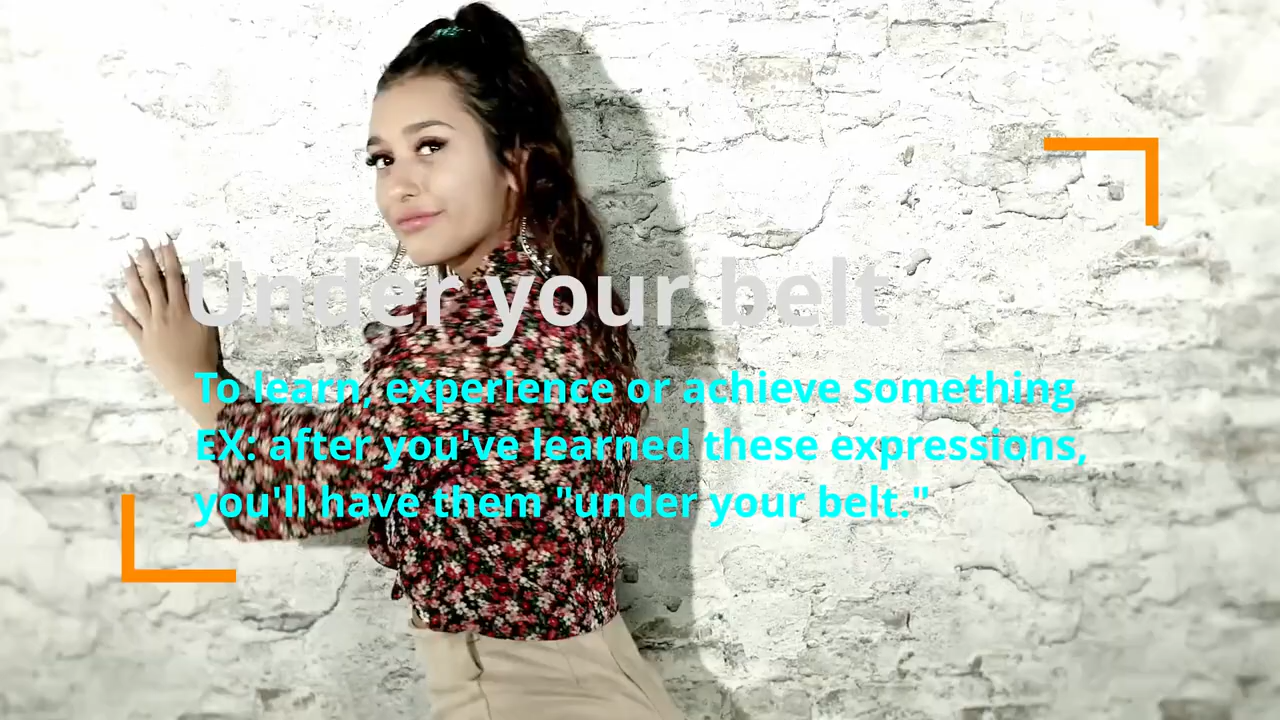 Under your belt
To learn, experience or achieve something
EX: after you've learned these expressions,
you'll have them "under your belt."